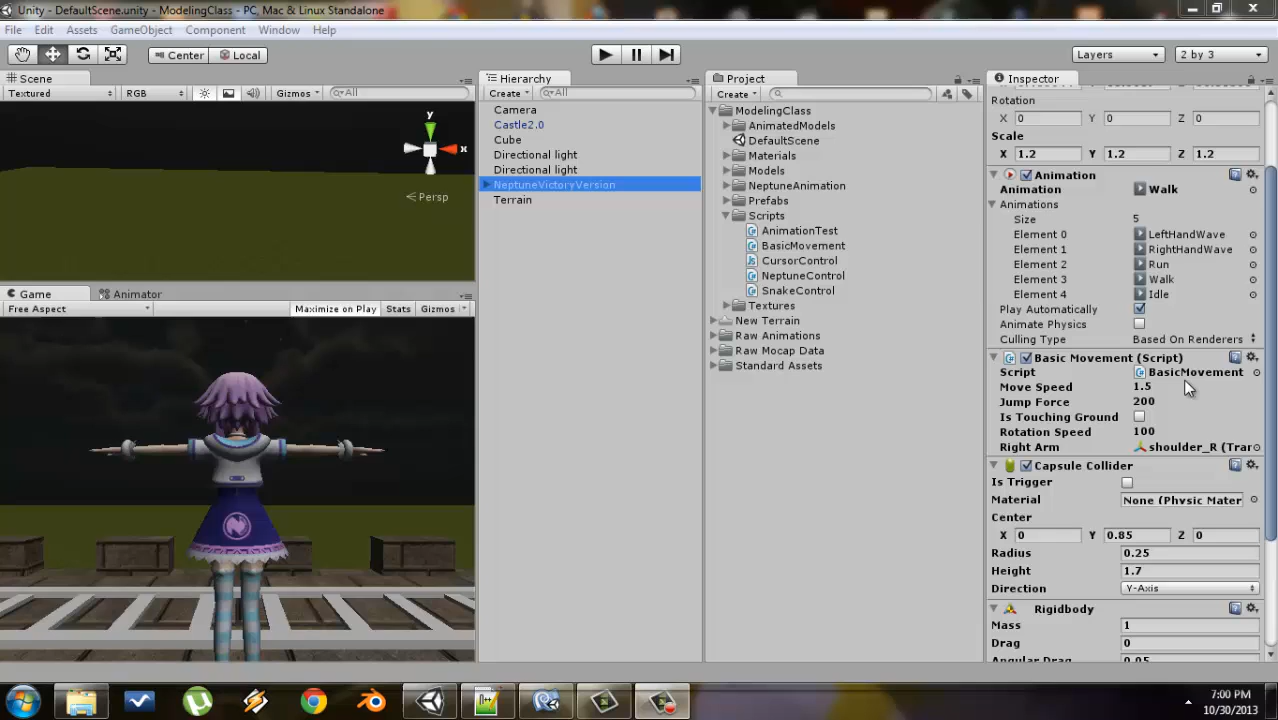 Unity - DefaultScene.unity - ModelingClass - PC, Mac & Linux Standalone
File Edit Assets GameObject Component Window Help
Center Local Layers 2 by 3
Scene
Textured RGB Gizmos All
y
x
Persp
Game Animator
Free Aspect Maximize on Play Stats Gizmos
N
Hierarchy
Create All
Camera
Castle2.0
Cube
Directional light
Directional light
NeptuneVictoryVersion
Terrain
Project
Create
ModelingClass
AnimatedModels
DefaultScene
Materials
Models
NeptuneAnimation
Prefabs
Scripts
AnimationTest
BasicMovement
CursorControl
NeptuneControl
SnakeControl
Textures
New Terrain
Raw Animations
Raw Mocap Data
Standard Assets
Inspector
Rotation
X 0 Y 0 Z 0
Scale
X 1.2 Y 1.2 Z 1.2
Animation
Animation Walk
Animations
Size 5
Element 0 LeftHandWave
Element 1 RightHandWave
Element 2 Run
Element 3 Walk
Element 4 Idle
Play Automatically
Animate Physics
Culling Type Based On Renderers
Basic Movement (Script)
Script BasicMovement
Move Speed 1.5
Jump Force 200
Is Touching Ground
Rotation Speed 100
Right Arm shoulder_R (Trar
Capsule Collider
Is Trigger
Material None (Physic Mater
Center
X 0 Y 0.85 Z 0
Radius 0.25
Height 1.7
Direction Y-Axis
Rigidbody
Mass 1
Drag 0
Angular Drag 0.05
7:00 PM
10/30/2013